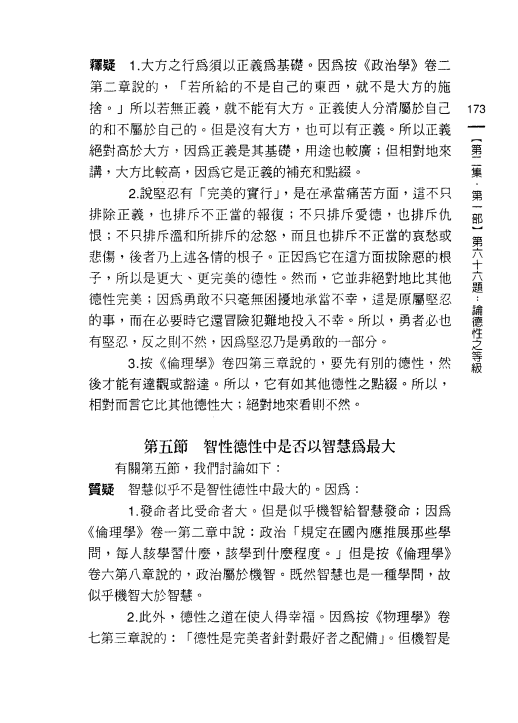 釋疑　1.大方之行爲須以正義爲基礎。因爲按《政治學》卷二
第二章說的，「若所給的不是自己的東西，就不是大方的施
捨。」所以若無正義，就不能有大方。正義使人分清屬於自己
的和不屬於自己的。但是沒有大方，也可以有正義。所以正義
絕對高於大方，因爲正義是其基礎，用途也較廣；但相對地來
講，大方比較高，因爲它是正義的補充和點綴。
2.說堅忍有「完美的實行」，是在承當痛苦方面，這不只
排除正義，也排斥不正當的報復；不只排斥愛德，也排斥仇
恨；不只排斥溫和所排斥的忿怒，而且也排斥不正當的哀愁或
悲傷，後者乃上述各情的根子。正因爲它在這方面拔除惡的根
子，所以是更大、更完美的德性。然而，它並非絕對地比其他
德性完美；因爲勇敢不只毫無困擾地承當不幸，這是原屬堅忍
的事，而在必要時它還冒險犯難地投入不幸。所以，勇者必也
有堅忍，反之則不然，因爲堅忍乃是勇敢的一部分。
3.按《倫理學》卷四第三章說的，要先有別的德性，然
後才能有達觀或豁達。所以，它有如其他德性之點綴。所以，
相對而言它比其他德性大；絕對地來看則不然。
第五節　智性德性中是否以智慧爲最大
有關第五節，我們討論如下：
質疑　智慧似乎不是智性德性中最大的。因爲：
1.發命者比受命者大。但是似乎機智給智慧發命；因爲
《倫理學》卷一第二章中說：政治「規定在國內應推展那些學
問，每人該學習什麼，該學到什麼程度。」但是按《倫理學》
卷六第八章說的，政治屬於機智。既然智慧也是一種學問，故
似乎機智大於智慧。
2.此外，德性之道在使人得幸福。因爲按《物理學》卷
七第三章說的：「德性是完美者針對最好者之配備」。但機智是
173
【第二集．第一部】第六十六題：論德性之等級